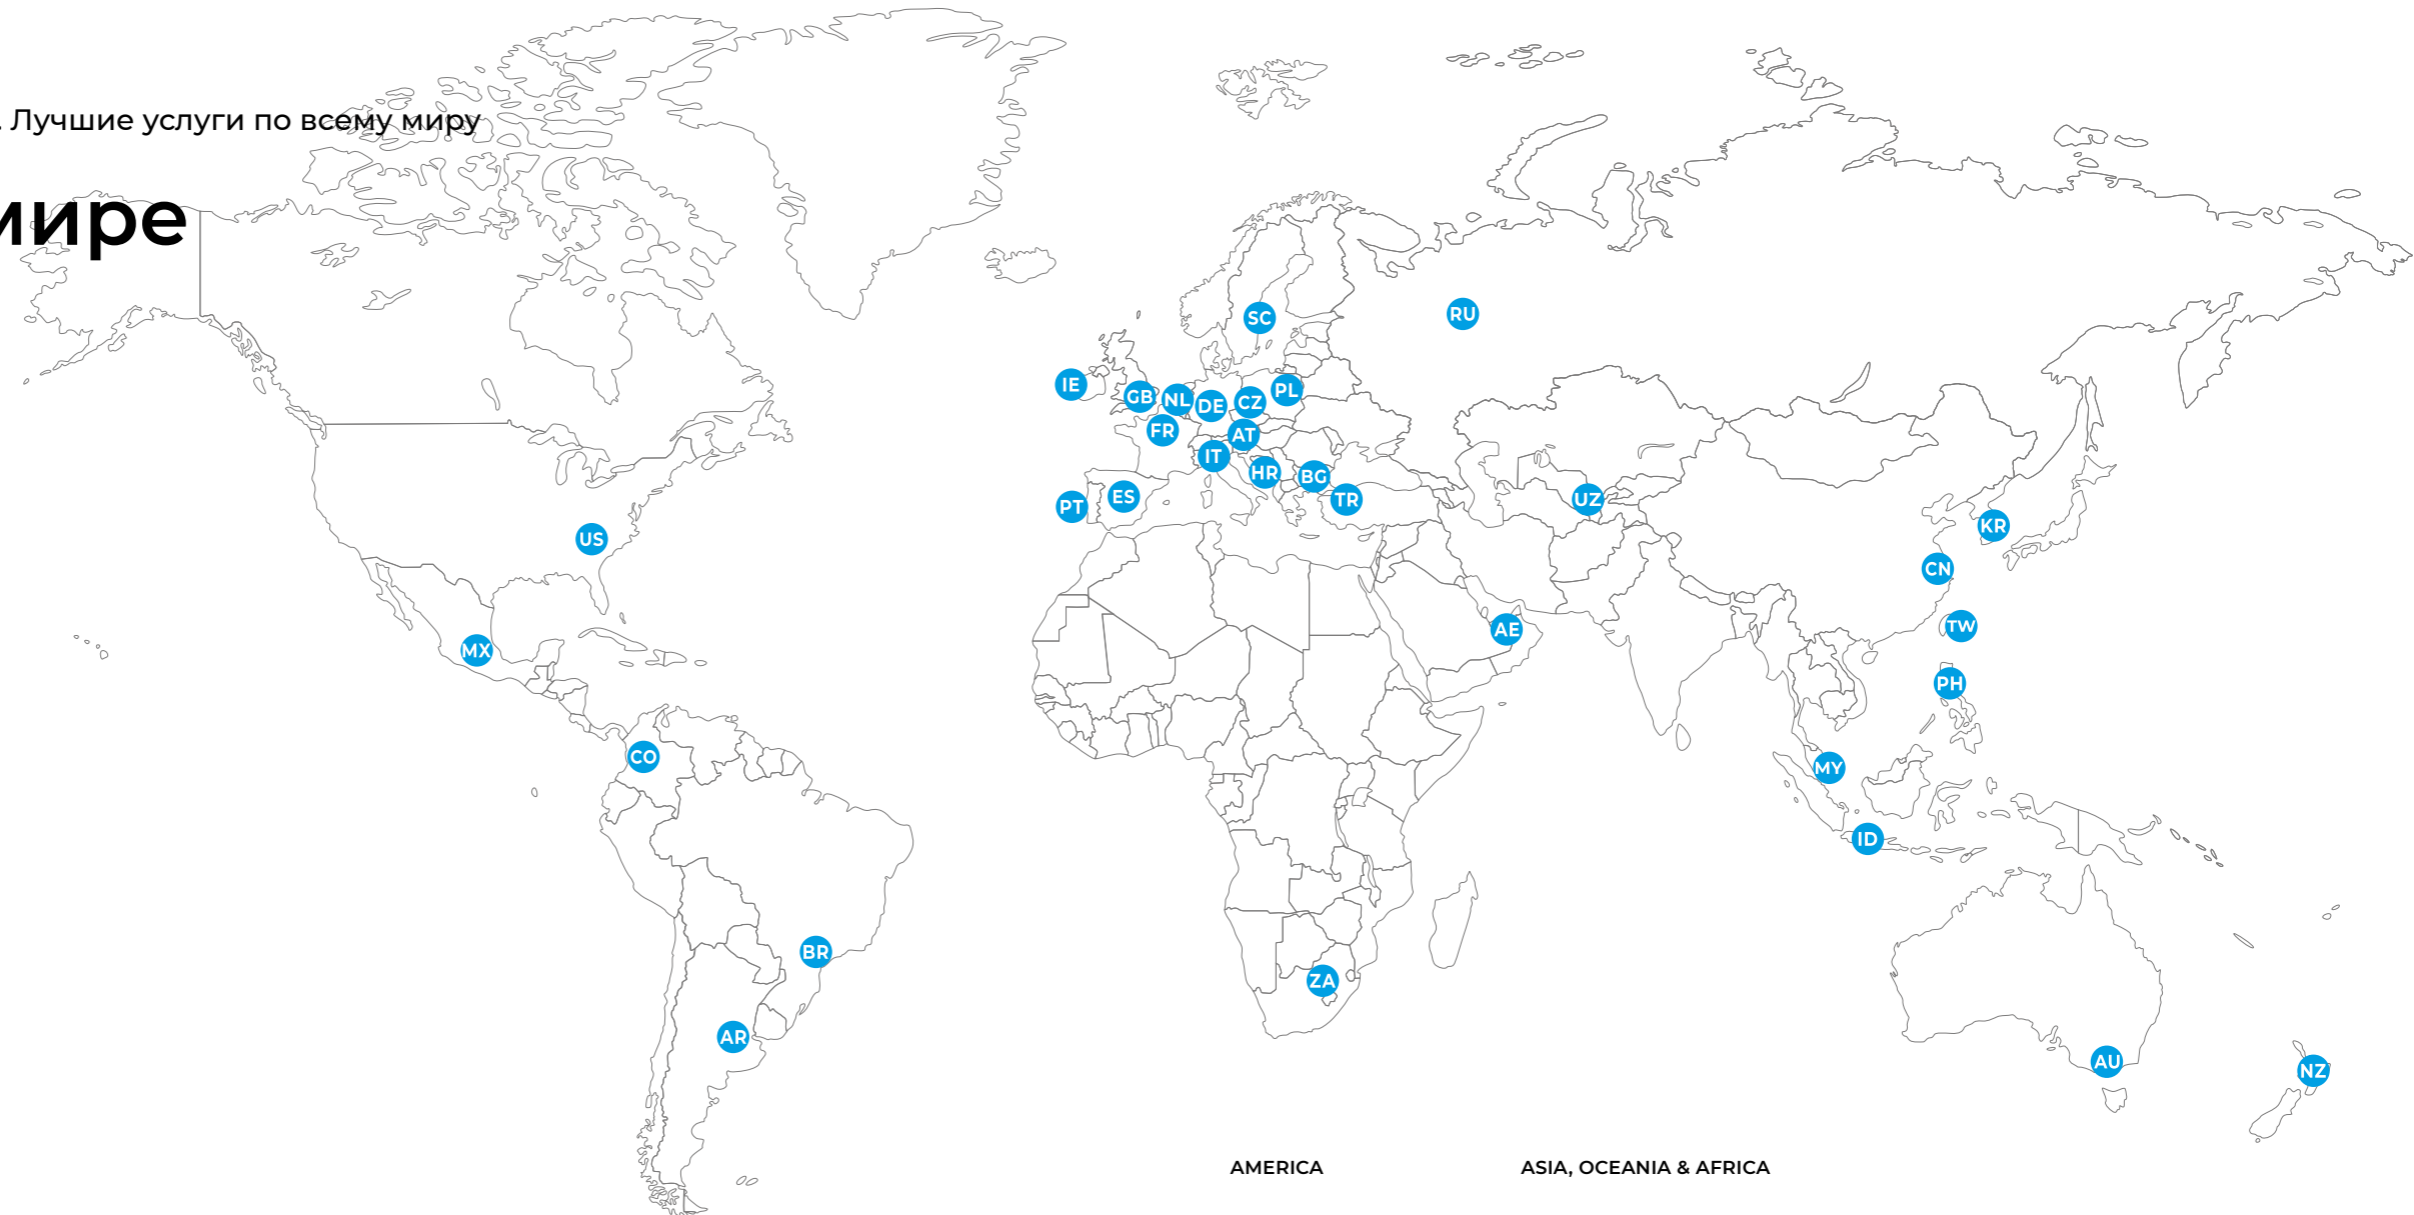 . Лучшие услуги по всему миру
мире
SC
RU
IE
GB
NL
DE
CZ
PL
FR
AT
IT
HR
BG
PT
ES
TR
UZ
US
KR
CN
MX
AE
TW
PH
CO
MY
ID
BR
ZA
AR
AU
NZ
AMERICA
ASIA, OCEANIA & AFRICA